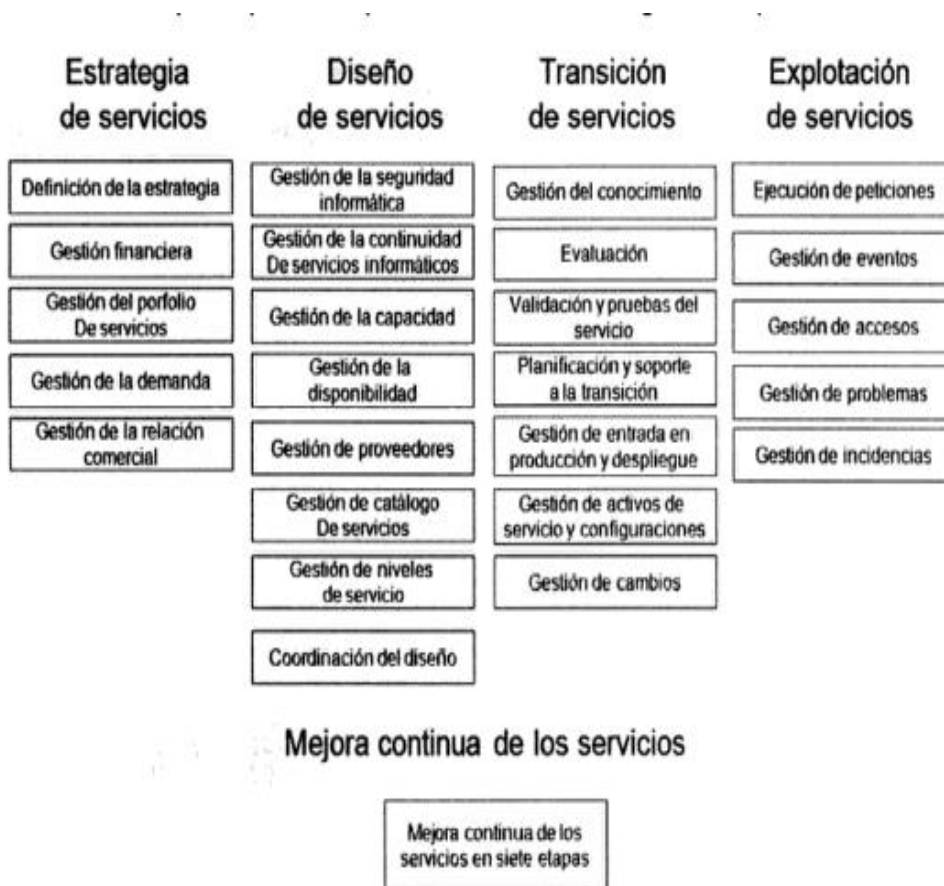 Estrategia
de servicios
Definición de la estrategia
Gestión financiera
Gestión del porfolio
De servicios
Gestión de la demanda
Gestión de la relación
comercial
Diseño
de servicios
Gestión de la seguridad
informática
Gestión de la continuidad
De servicios informáticos
Gestión de la capacidad
Gestión de la
disponibilidad
Gestión de proveedores
Gestión de catálogo
De servicios
Gestión de niveles
de servicio
Coordinación del diseño
Transición
de servicios
Gestión del conocimiento
Evaluación
Validación y pruebas del
servicio
Planificación y soporte
a la transición
Gestión de entrada en
producción y despliegue
Gestión de activos de
servicio y configuraciones
Gestión de cambios
Explotación
de servicios
Ejecución de peticiones
Gestión de eventos
Gestión de accesos
Gestión de problemas
Gestión de incidencias
Mejora continua de los servicios
Mejora continua de los
servicios en siete etapas